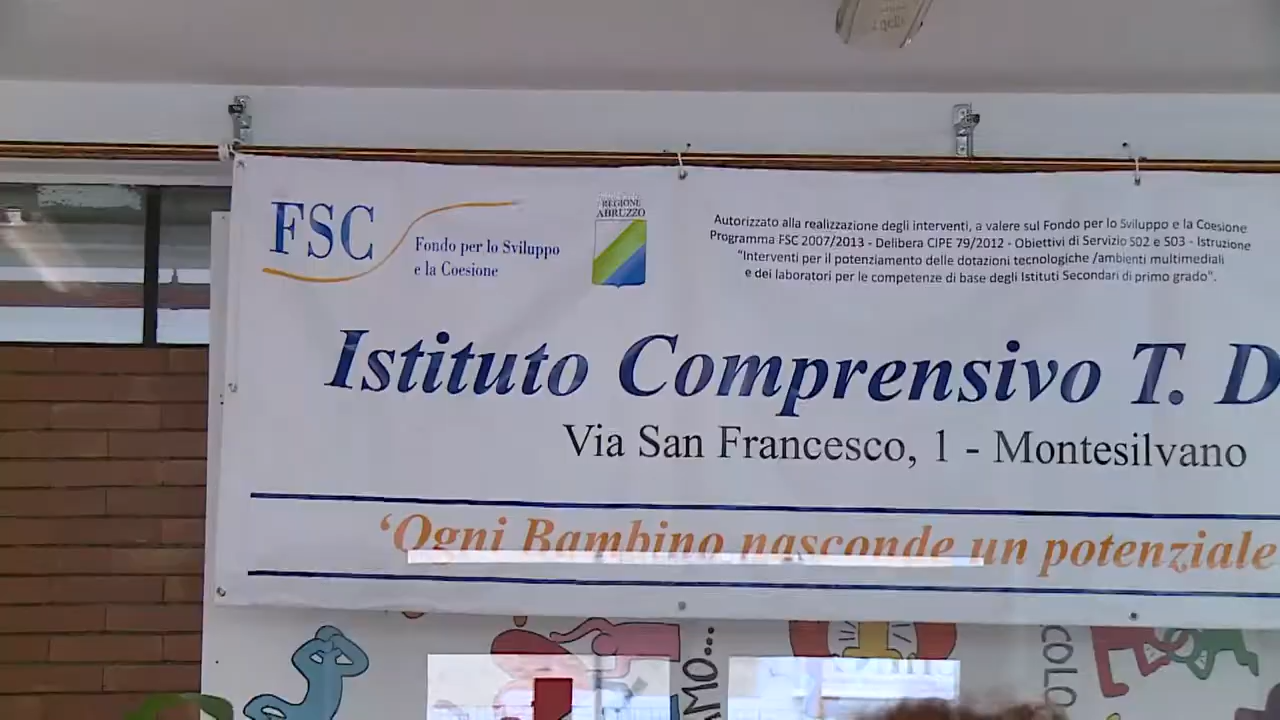 FSC
Fondo per lo Sviluppo
e la Coesione
REGIONE
ABRUZZO
Autorizzato alla realizzazione degli interventi, a valere sul Fondo per lo Sviluppo e la Coesione
Programma FSC 2007/2013 - Delibera CIPE 79/2012 - Obiettivi di Servizio S02 e S03 - Istruzione
"Interventi per il potenziamento delle dotazioni tecnologiche /ambienti multimediali
e dei laboratori per le competenze di base degli Istituti Secondari di primo grado".
Istituto Comprensivo T. D
Via San Francesco, 1 - Montesilvano
‘Ogni Bambino nasconde un potenziale
AMO...
COLO